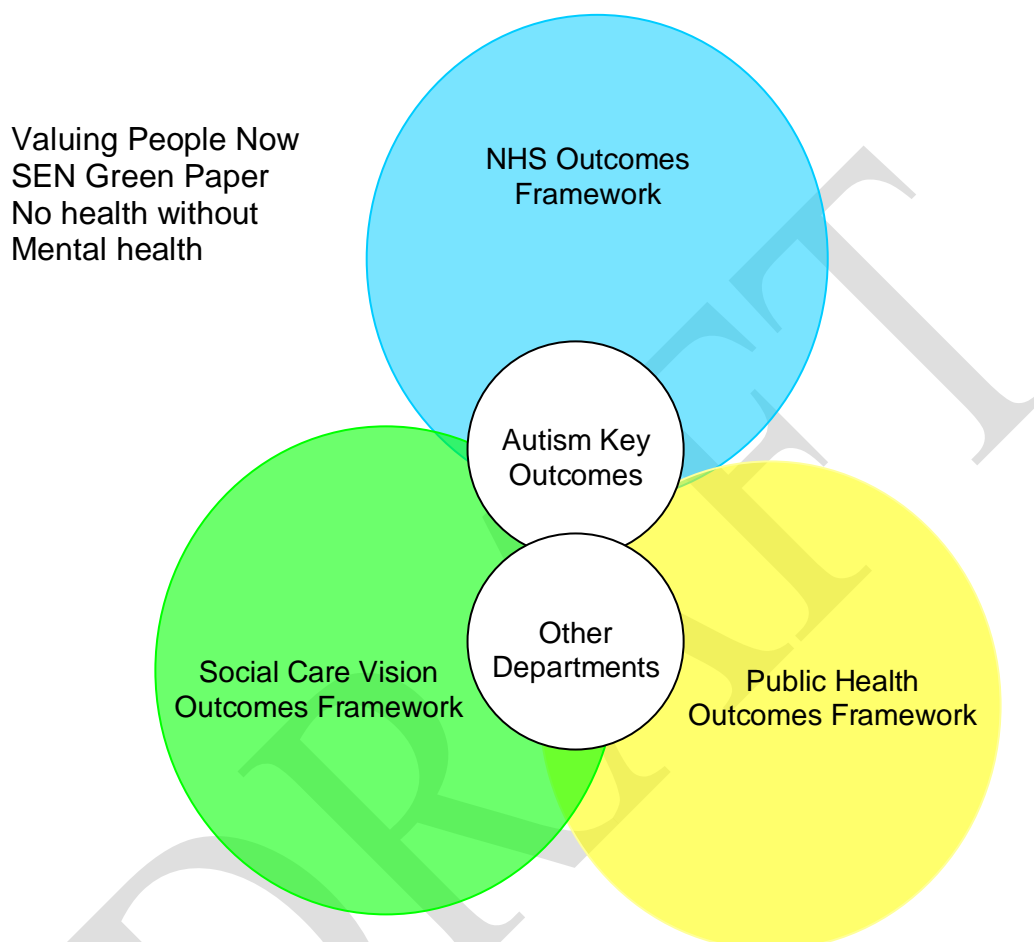 Valuing People Now
SEN Green Paper
No health without
Mental health
NHS Outcomes
Framework
Autism Key
Outcomes
Other
Departments
Social Care Vision
Outcomes Framework
Public Health
Outcomes Framework
DRAFT